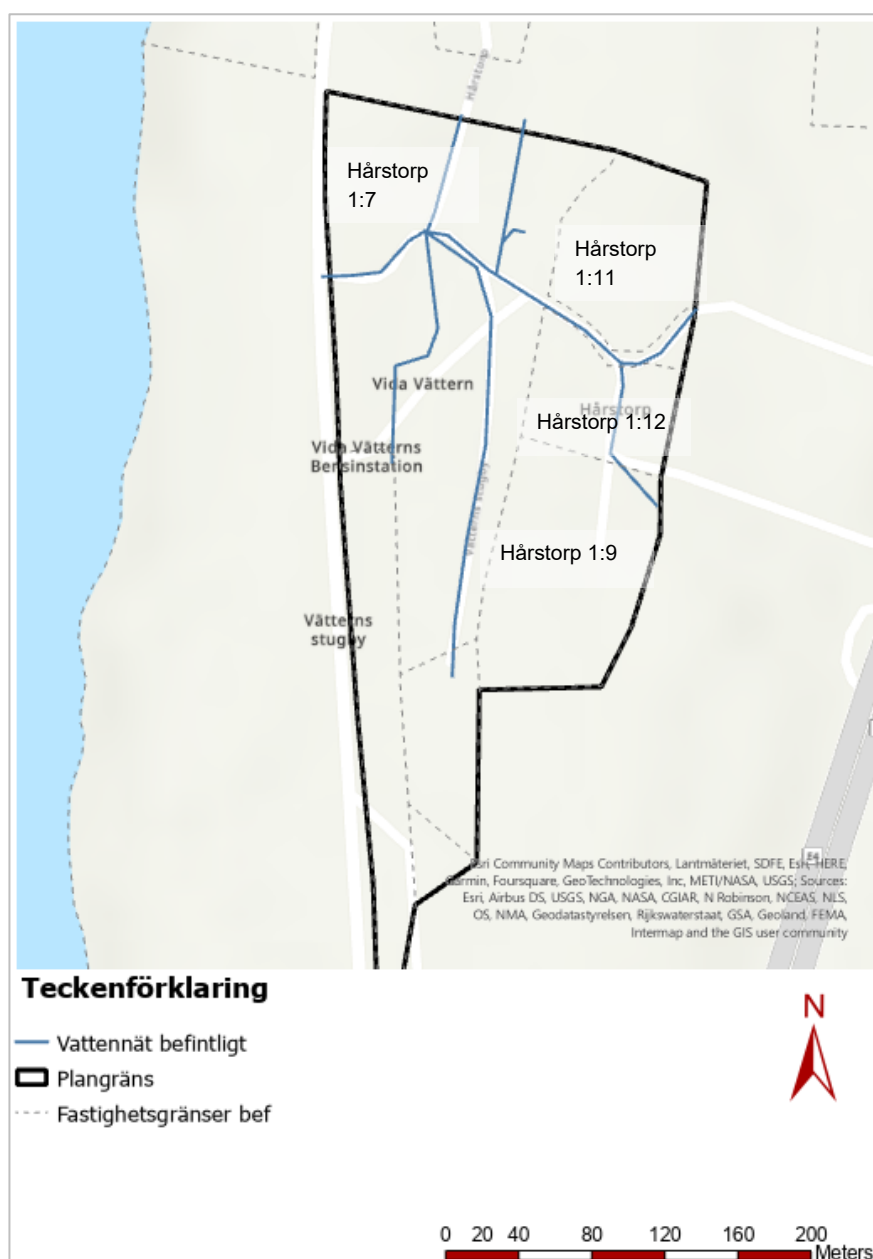 Hårstorp
Hårstorp
1:7
Hårstorp
1:11
Vida Vättern
Hårstorp
Hårstorp 1:12
Vida Vätterns
Bensinstation
Vätterns stugby
Hårstorp 1:9
Vätterns
stugby
E4
Esri Community Maps Contributors, Lantmäteriet, SDFE, Esri, HERE,
Garmin, Foursquare, GeoTechnologies, Inc, METI/NASA, USGS; Sources:
Esri, Airbus DS, USGS, NGA, NASA, CGIAR, N Robinson, NCEAS, NLS,
OS, NMA, Geodatastyrelsen, Rijkswaterstaat, GSA, Geoland, FEMA,
Intermap and the GIS user community
Teckenförklaring
Vattennät befintligt
Plangräns
Fastighetsgränser bef
N
0 20 40 80 120 160 200
Meters